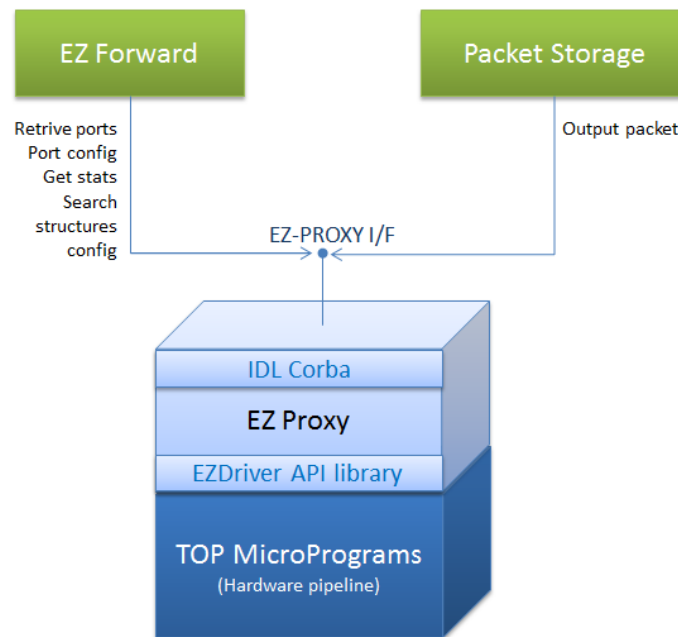 EZ Forward
Packet Storage
Retrive ports
Port config
Get stats
Search
structures
config
Output packet
EZ-PROXY I/F
IDL Corba
EZ Proxy
EZDriver API library
TOP MicroPrograms
(Hardware pipeline)